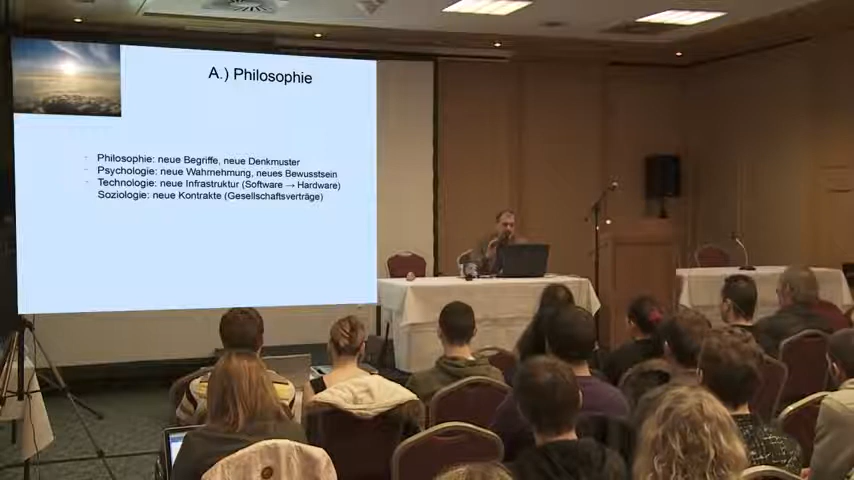 A.) Philosophie
Philosophie: neue Begriffe, neue Denkmuster
Psychologie: neue Wahrnehmung, neues Bewusstsein
Technologie: neue Infrastruktur (Software → Hardware)
Soziologie: neue Kontrakte (Gesellschaftsverträge)